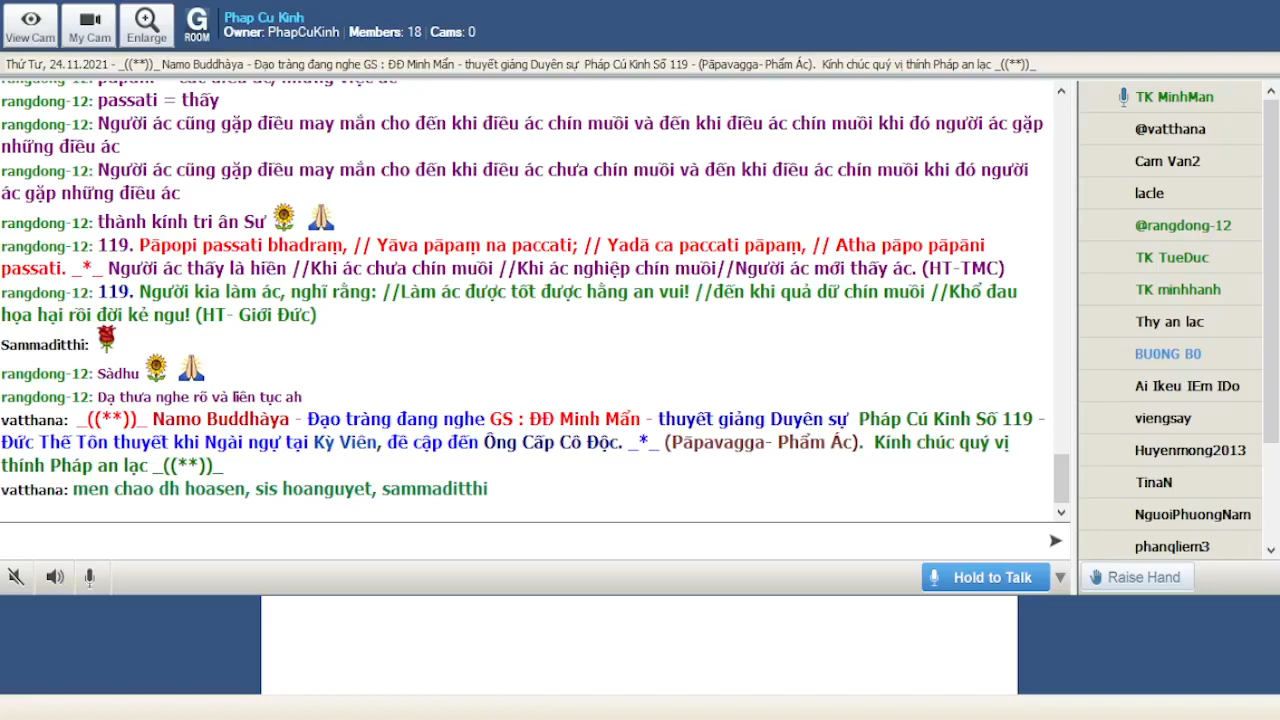 View Cam
My Cam
Enlarge
G
ROOM
Phap Cu Kinh
Owner: PhapCuKinh | Members: 18 | Cams: 0
Thứ Tư, 24.11.2021 - _((**))_ Namo Buddhàya - Đạo tràng đang nghe GS : ĐĐ Minh Mẩn - thuyết giảng Duyên sự Pháp Cú Kinh Số 119 - (Pāpavagga- Phẩm Ác). Kính chúc quý vị thính Pháp an lạc _((**))_
rangdong-12: passati = thấy
rangdong-12: Người ác cũng gặp điều may mắn cho đến khi điều ác chín muồi và đến khi điều ác chín muồi khi đó người ác gặp
những điều ác
rangdong-12: Người ác cũng gặp điều may mắn cho đến khi điều ác chưa chín muồi và đến khi điều ác chín muồi khi đó người
ác gặp những điều ác
rangdong-12: thành kính tri ân Sư
rangdong-12: 119. Pāpopi passati bhadraṃ, // Yāva pāpaṃ na paccati; // Yadā ca paccati pāpaṃ, // Atha pāpo pāpāni
passati. _*_ Người ác thấy là hiền //Khi ác chưa chín muồi //Khi ác nghiệp chín muồi//Người ác mới thấy ác. (HT-TMC)
rangdong-12: 119. Người kia làm ác, nghĩ rằng: //Làm ác được tốt được hằng an vui! //đến khi quả dữ chín muồi //Khổ đau
họa hại rồi đời kẻ ngu! (HT- Giới Đức)
Sammaditthi:
rangdong-12: Sàdhu
rangdong-12: Dạ thưa nghe rõ và liên tục ah
vatthana: _((**))_ Namo Buddhàya - Đạo tràng đang nghe GS : ĐĐ Minh Mẩn - thuyết giảng Duyên sự Pháp Cú Kinh Số 119 -
Đức Thế Tôn thuyết khi Ngài ngự tại Kỳ Viên, đề cập đến Ông Cấp Cô Độc. _*_ (Pāpavagga- Phẩm Ác). Kính chúc quý vị
thính Pháp an lạc _((**))_
vatthana: men chao dh hoasen, sis hoanguyet, sammaditthi
Hold to Talk
TK MinhMan
@vatthana
Cam Van2
lacle
@rangdong-12
TK TueDuc
TK minhhanh
Thy an lac
BU0NG B0
Ai Ikeu IEm IDo
viengsay
Huyenmong2013
TinaN
NguoiPhuongNam
phanqliem3
Raise Hand